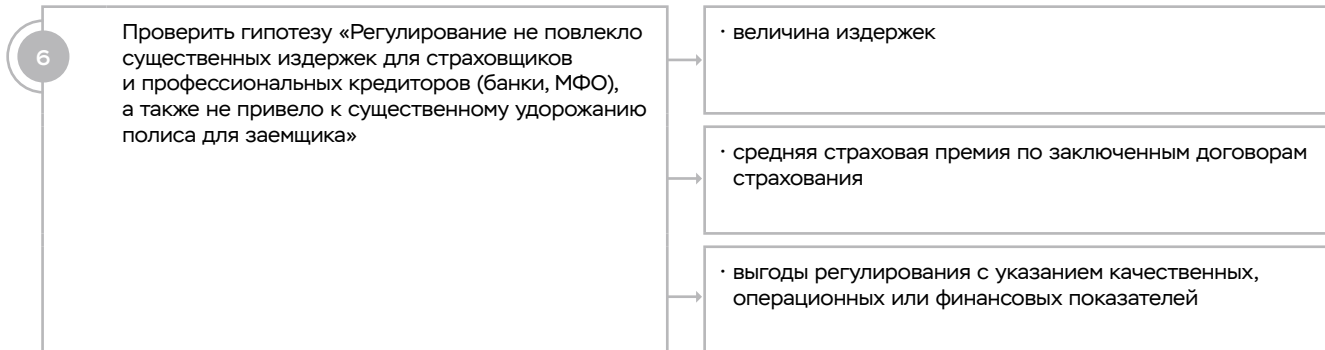 6
Проверить гипотезу «Регулирование не повлекло
существенных издержек для страховщиков
и профессиональных кредиторов (банки, МФО),
а также не привело к существенному удорожанию
полиса для заемщика»
· величина издержек
· средняя страховая премия по заключенным договорам
страхования
· выгоды регулирования с указанием качественных,
операционных или финансовых показателей